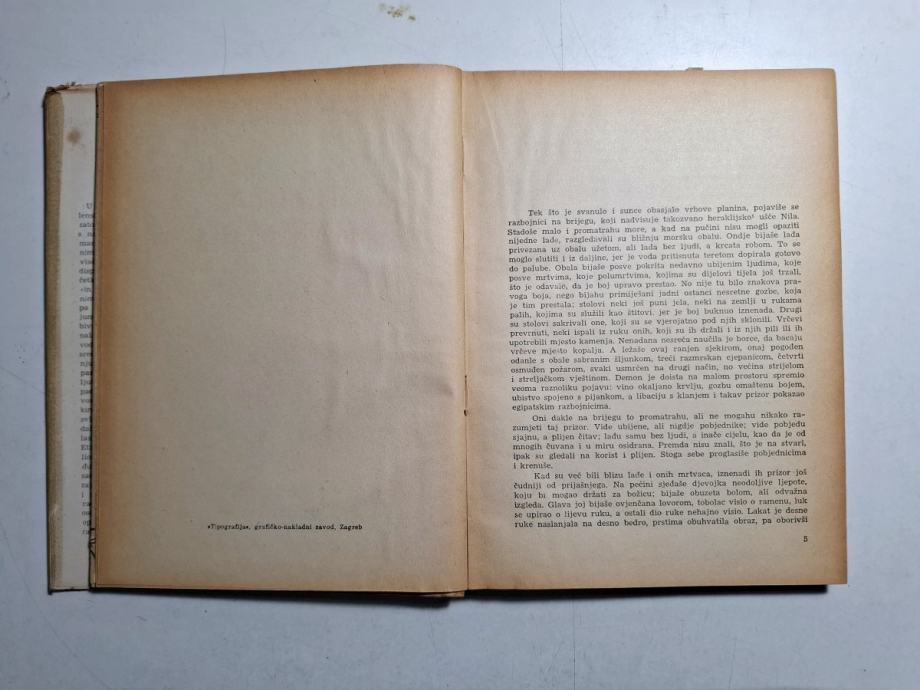 »Tipografija«, grafičko-nakladni zavod, Zagreb
Tek što je svanulo i sunce obasjalo vrhove planina, pojaviše se
razbojnici na brijegu, koji nadvisuje takozvano heraklijsko¹ ušće Nila.
Stadoše malo i promatrahu more, a kad na pučini nisu mogli opaziti
nijedne lađe, razgledavali su bližnju morsku obalu. Ondje bijaše lađa
privezana uz obalu užetom, ali lađa bez ljudi, a krcata robom. To se
moglo slutiti i iz daljine, jer je voda pritisnuta teretom dopirala gotovo
do palube. Obala bijaše posve pokrita nedavno ubijenim ljudima, koje
posve mrtvima, koje polumrtvima, kojima su dijelovi tijela još trzali,
što je odavalo, da je boj upravo prestao. No nije tu bilo znakova pra-
voga boja, nego bijahu primiješani jadni ostanci nesretne gozbe, koja
je tim prestala: stolovi neki još puni jela, neki na zemlji u rukama
palih, kojima su služili kao štitovi, jer je boj buknuo iznenada. Drugi
su stolovi sakrivali one, koji su se vjerojatno pod njih sklonili. Vrčevi
prevrnuti, neki ispali iz ruku onih, koji su ih držali i iz njih pili ili ih
upotrebili mjesto kamenja. Nenadana nesreća naučila je borce, da bacaju
vrčeve mjesto kopalja. A ležaše ovaj ranjen sjekirom, onaj pogođen
odanle s obale sabranim šljunkom, treći razmrskan cjepanicom, četvrti
osmuđen požarom, svaki usmrćen na drugi način, no većina strijelom
i streljačkom vještinom. Demon je doista na malom prostoru spremio
veoma raznoliku pojavu: vino okaljano krvlju, gozbu omaštenu bojem,
ubistvo spojeno s pijankom, a libaciju s klanjem i takav prizor pokazao
egipatskim razbojnicima.
Oni dakle na brijegu to promatrahu, ali ne mogahu nikako ra-
zumjeti taj prizor. Vide ubijene, ali nigdje pobjednike; vide pobjedu
sjajnu, a plijen čitav; lađu samu bez ljudi, a inače cijelu, kao da je od
mnogih čuvana i u miru osidrana. Premda nisu znali, što je na stvari,
ipak su gledali na korist i plijen. Stoga sebe proglasiše pobjednicima
i krenuše.
Kad su već bili blizu lađe i onih mrtvaca, iznenadi ih prizor još
čudniji od prijašnjega. Na pećini sjeđaše djevojka neodoljive ljepote,
koju bi mogao držati za božicu; bijaše obuzeta bolom, ali odvažna
izgleda. Glava joj bijaše ovjenčana lovorom, tobolac visio o ramenu, luk
se upirao o lijevu ruku, a ostali dio ruke nehajno visio. Lakat je desne
ruke naslanjala na desno bedro, prstima obuhvatila obraz, pa oborivši
5